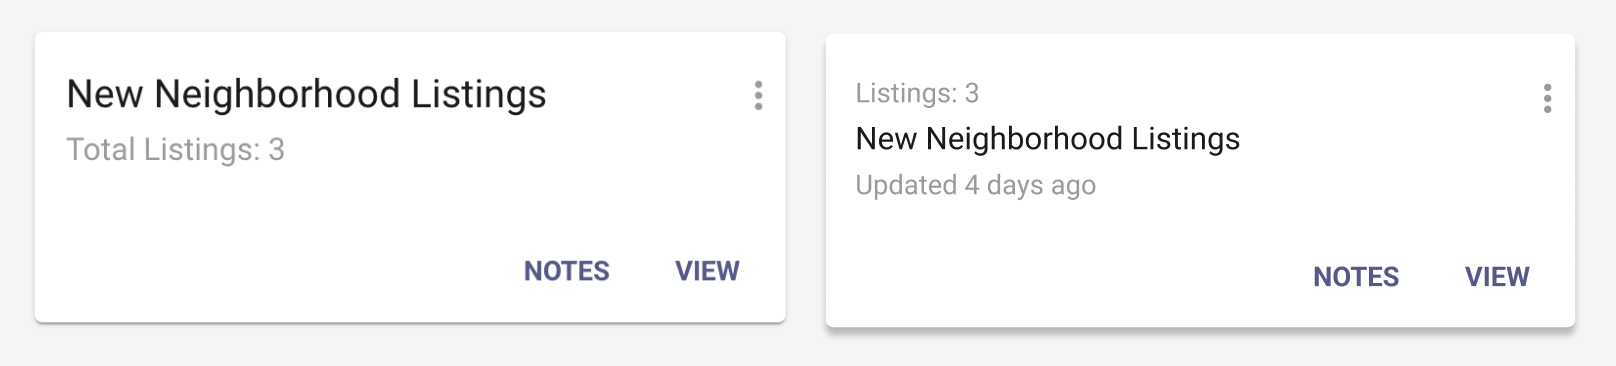 New Neighborhood Listings
Total Listings: 3
NOTES VIEW
Listings: 3
New Neighborhood Listings
Updated 4 days ago
NOTES VIEW